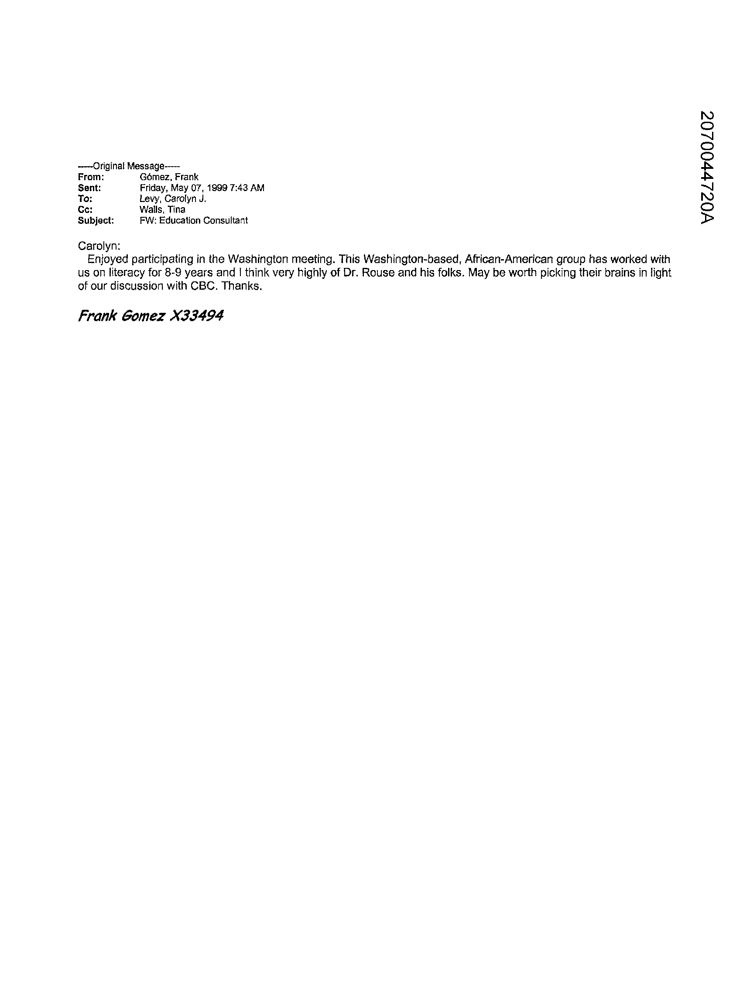 -----Original Message-----
From: Gómez, Frank
Sent: Friday, May 07, 1999 7:43 AM
To: Levy, Carolyn J.
Cc: Walls, Tina
Subject: FW: Education Consultant
Carolyn:
Enjoyed participating in the Washington meeting. This Washington-based, African-American group has worked with
us on literacy for 8-9 years and I think very highly of Dr. Rouse and his folks. May be worth picking their brains in light
of our discussion with CBC. Thanks.
Frank Gomez X33494
2070044720A